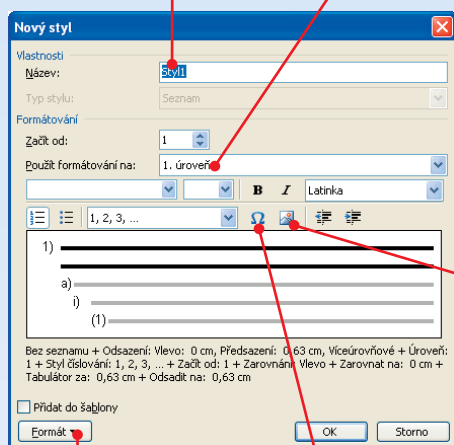 Nový styl
Vlastnosti
Název: Styl1
Typ stylu: Seznam
Formátování
Začít od: 1
Použít formátování na: 1. úroveň
B I Latinka
1, 2, 3, ... Ω
1)
a)
i)
(1)
Bez seznamu + Odsazení: Vlevo: 0 cm, Předsazení: 0,63 cm, Víceúrovňové + Úroveň:
1 + Styl číslování: 1, 2, 3, ... + Začít od: 1 + Zarovnání: Vlevo + Zarovnat na: 0 cm +
Tabulátor za: 0,63 cm + Odsadit na: 0,63 cm
Přidat do šablony
Formát OK Storno